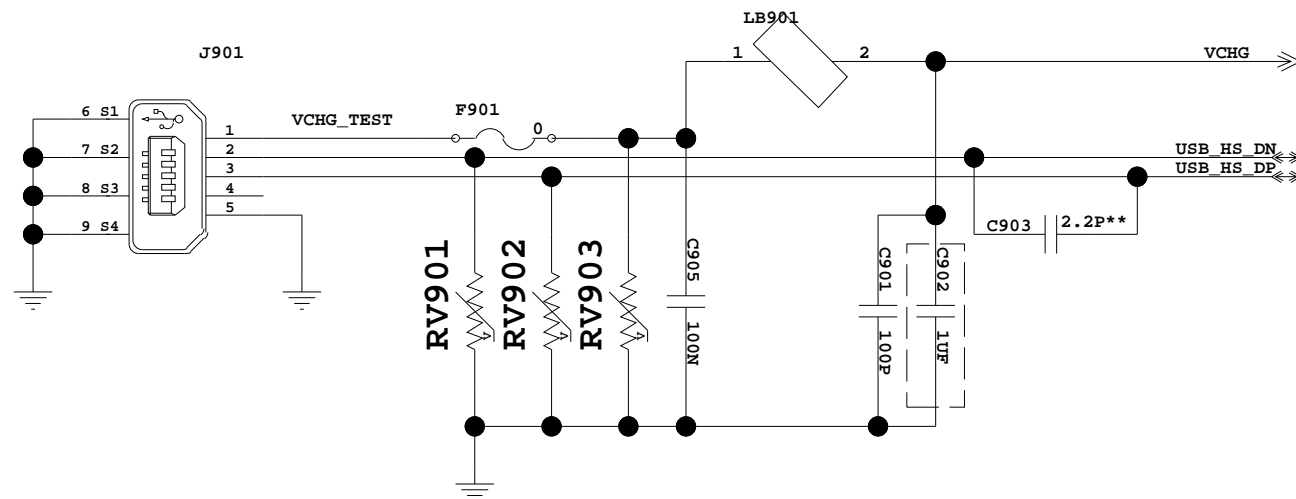 LB901
J901
1
2
VCHG
6 S1
VCHG_TEST
F901
0
1
7 S2
2
USB_HS_DN
3
USB_HS_DP
8 S3
4
5
9 S4
C903
2.2P**
RV901
RV902
RV903
C905
100N
C901
100P
C902
1UF